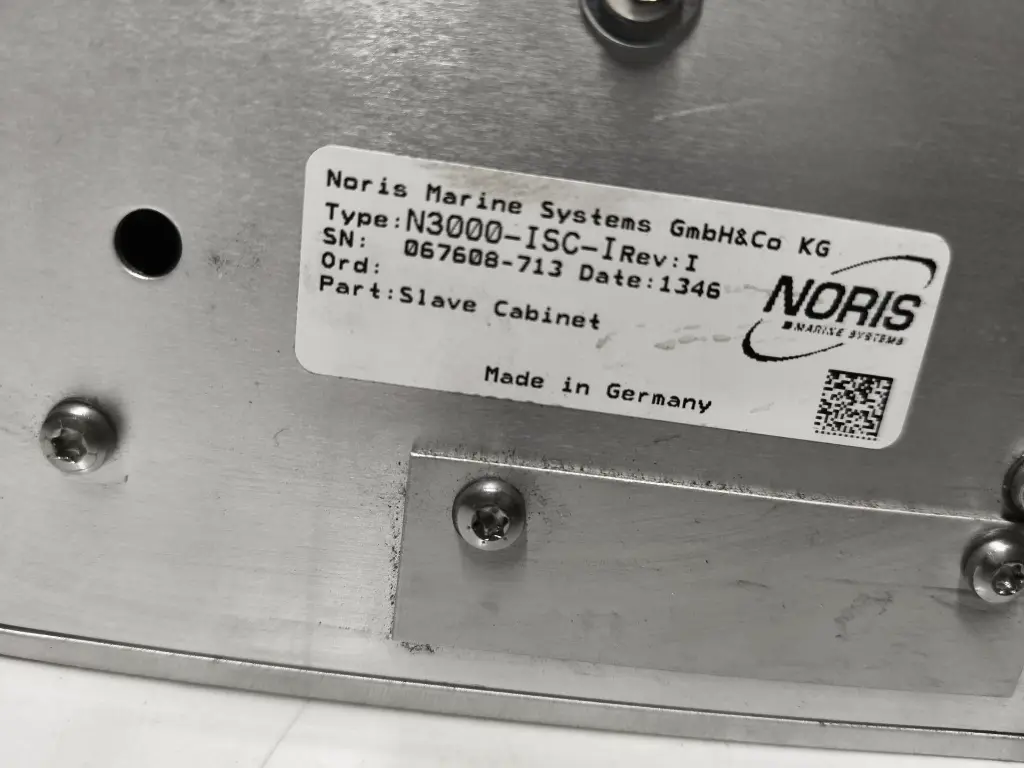 Noris Marine Systems GmbH&Co KG
Type:N3000-ISC-I Rev:I
SN: 067608-713 Date:1346
Ord:
Part:Slave Cabinet
NORIS
MARINE SYSTEMS
Made in Germany